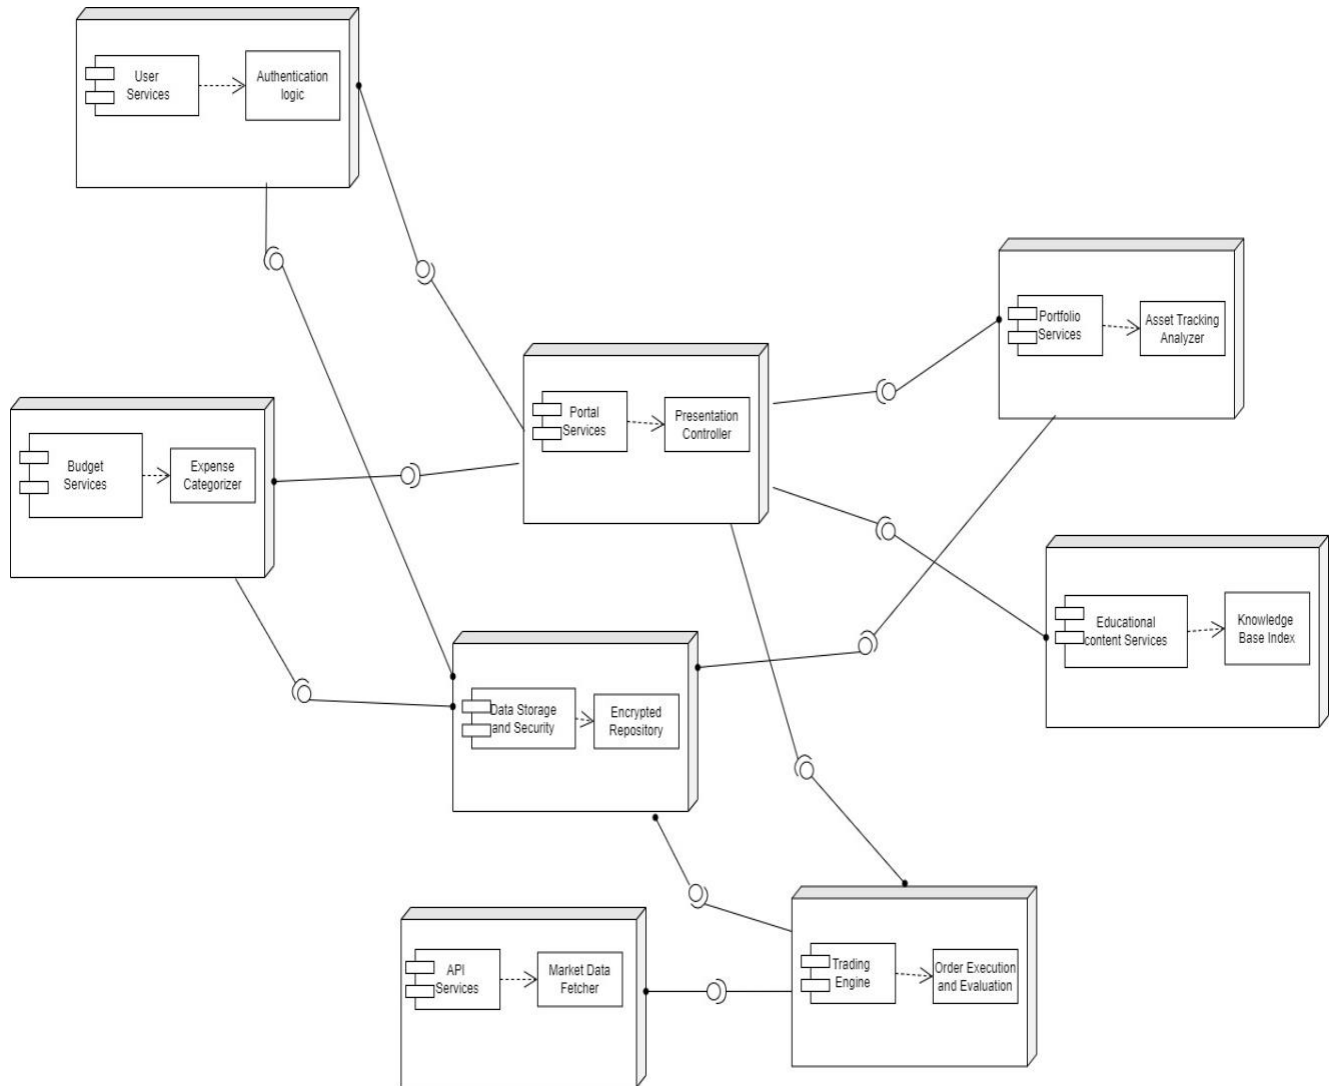 User
Services
Authentication
logic
Portfolio
Services
Asset Tracking
Analyzer
Portal
Services
Presentation
Controller
Budget
Services
Expense
Categorizer
Educational
content Services
Knowledge
Base Index
Data Storage
and Security
Encrypted
Repository
API
Services
Market Data
Fetcher
Trading
Engine
Order Execution
and Evaluation